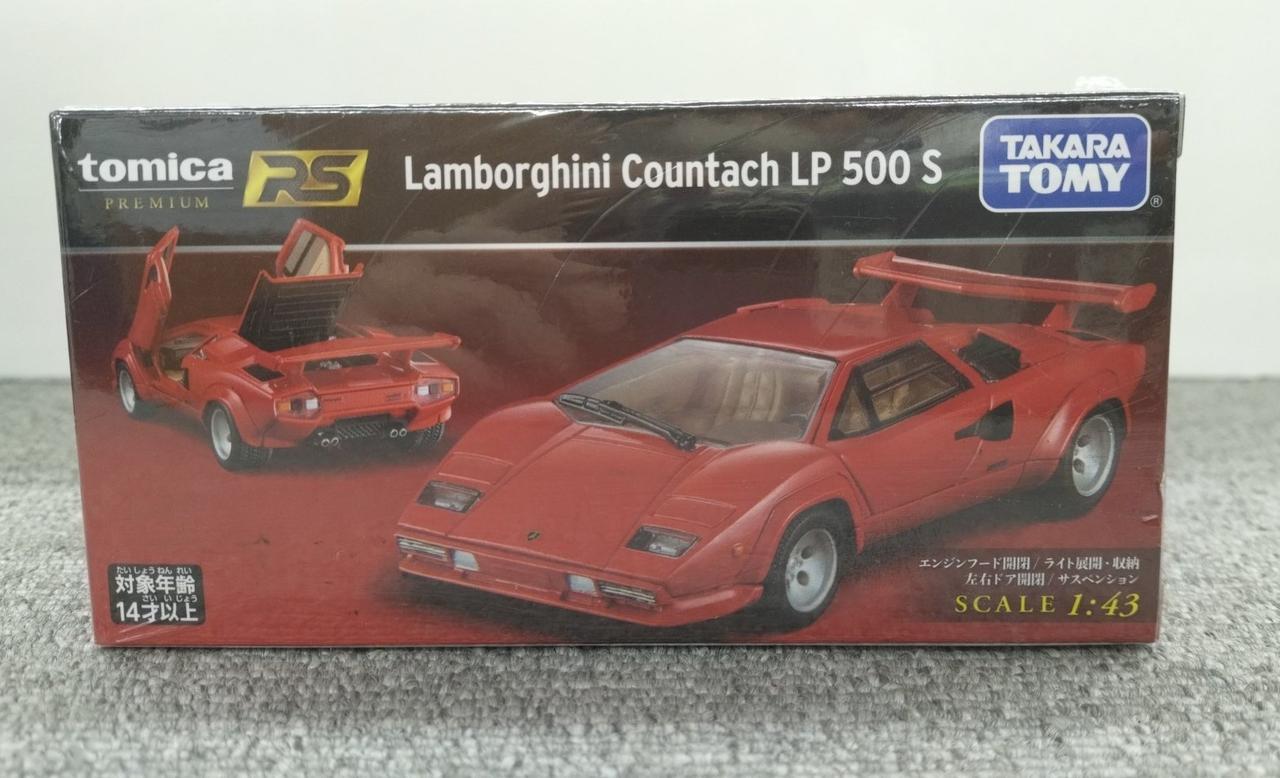 tomica
PREMIUM
RS
Lamborghini Countach LP 500 S
TAKARA
TOMY
®
たいしょうねんれい
対象年齢
さいいじょう
14才以上
エンジンフード開閉 / ライト展開・収納
左右ドア開閉 / サスペンション
SCALE 1:43